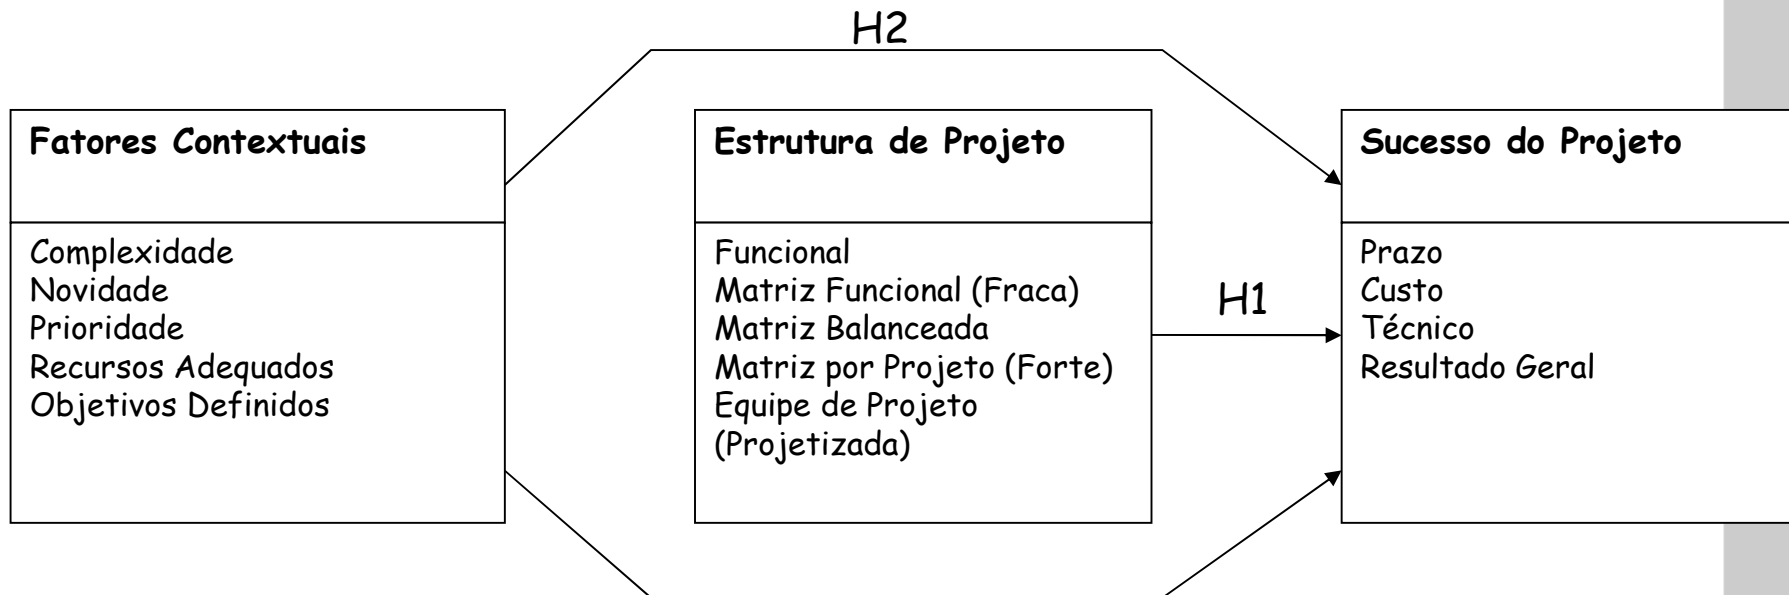 H2
Fatores Contextuais
Complexidade
Novidade
Prioridade
Recursos Adequados
Objetivos Definidos
Estrutura de Projeto
Funcional
Matriz Funcional (Fraca)
Matriz Balanceada
Matriz por Projeto (Forte)
Equipe de Projeto
(Projetizada)
H1
Sucesso do Projeto
Prazo
Custo
Técnico
Resultado Geral